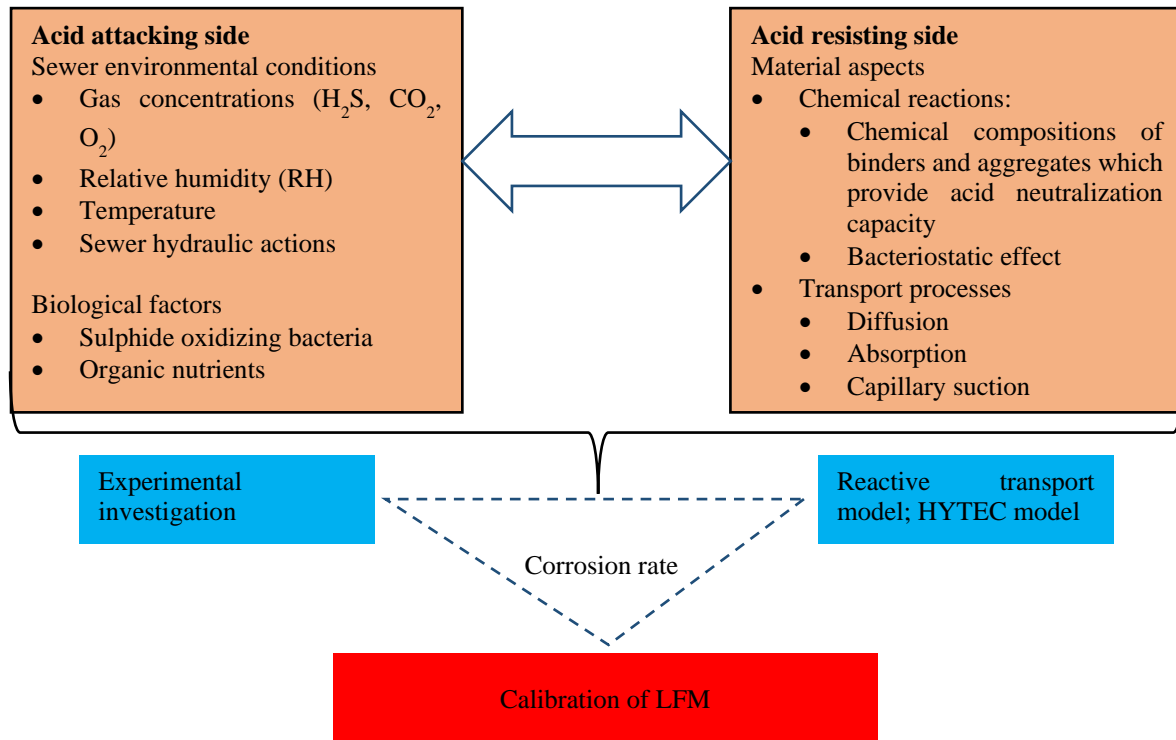 Acid attacking side
Sewer environmental conditions
• Gas concentrations (H₂S, CO₂,
O₂)
• Relative humidity (RH)
• Temperature
• Sewer hydraulic actions
Biological factors
• Sulphide oxidizing bacteria
• Organic nutrients
Acid resisting side
Material aspects
• Chemical reactions:
• Chemical compositions of
binders and aggregates which
provide acid neutralization
capacity
• Bacteriostatic effect
• Transport processes
• Diffusion
• Absorption
• Capillary suction
Experimental
investigation
Reactive transport
model; HYTEC model
Corrosion rate
Calibration of LFM